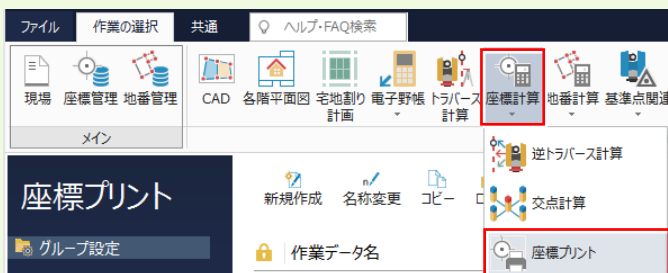 ファイル 作業の選択 共通 ヘルプ・FAQ検索
現場 座標管理 地番管理 CAD 各階平面図 宅地割り計画 電子野帳 トラバース計算 座標計算 地番計算 基準点関連
メイン
逆トラバース計算
座標プリント
新規作成 名称変更 コピー
交点計算
グループ設定
作業データ名
座標プリント